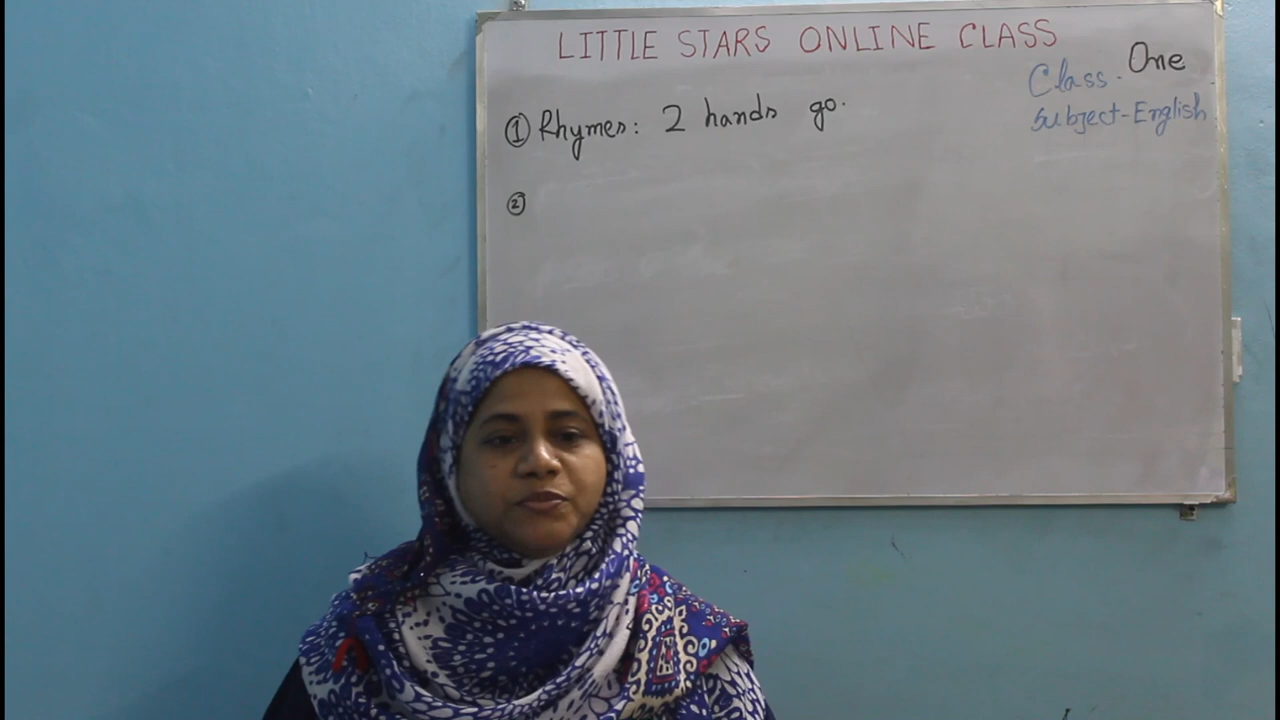 LITTLE STARS ONLINE CLASS
Class. One
Subject-English
① Rhymes: 2 hands go.
②